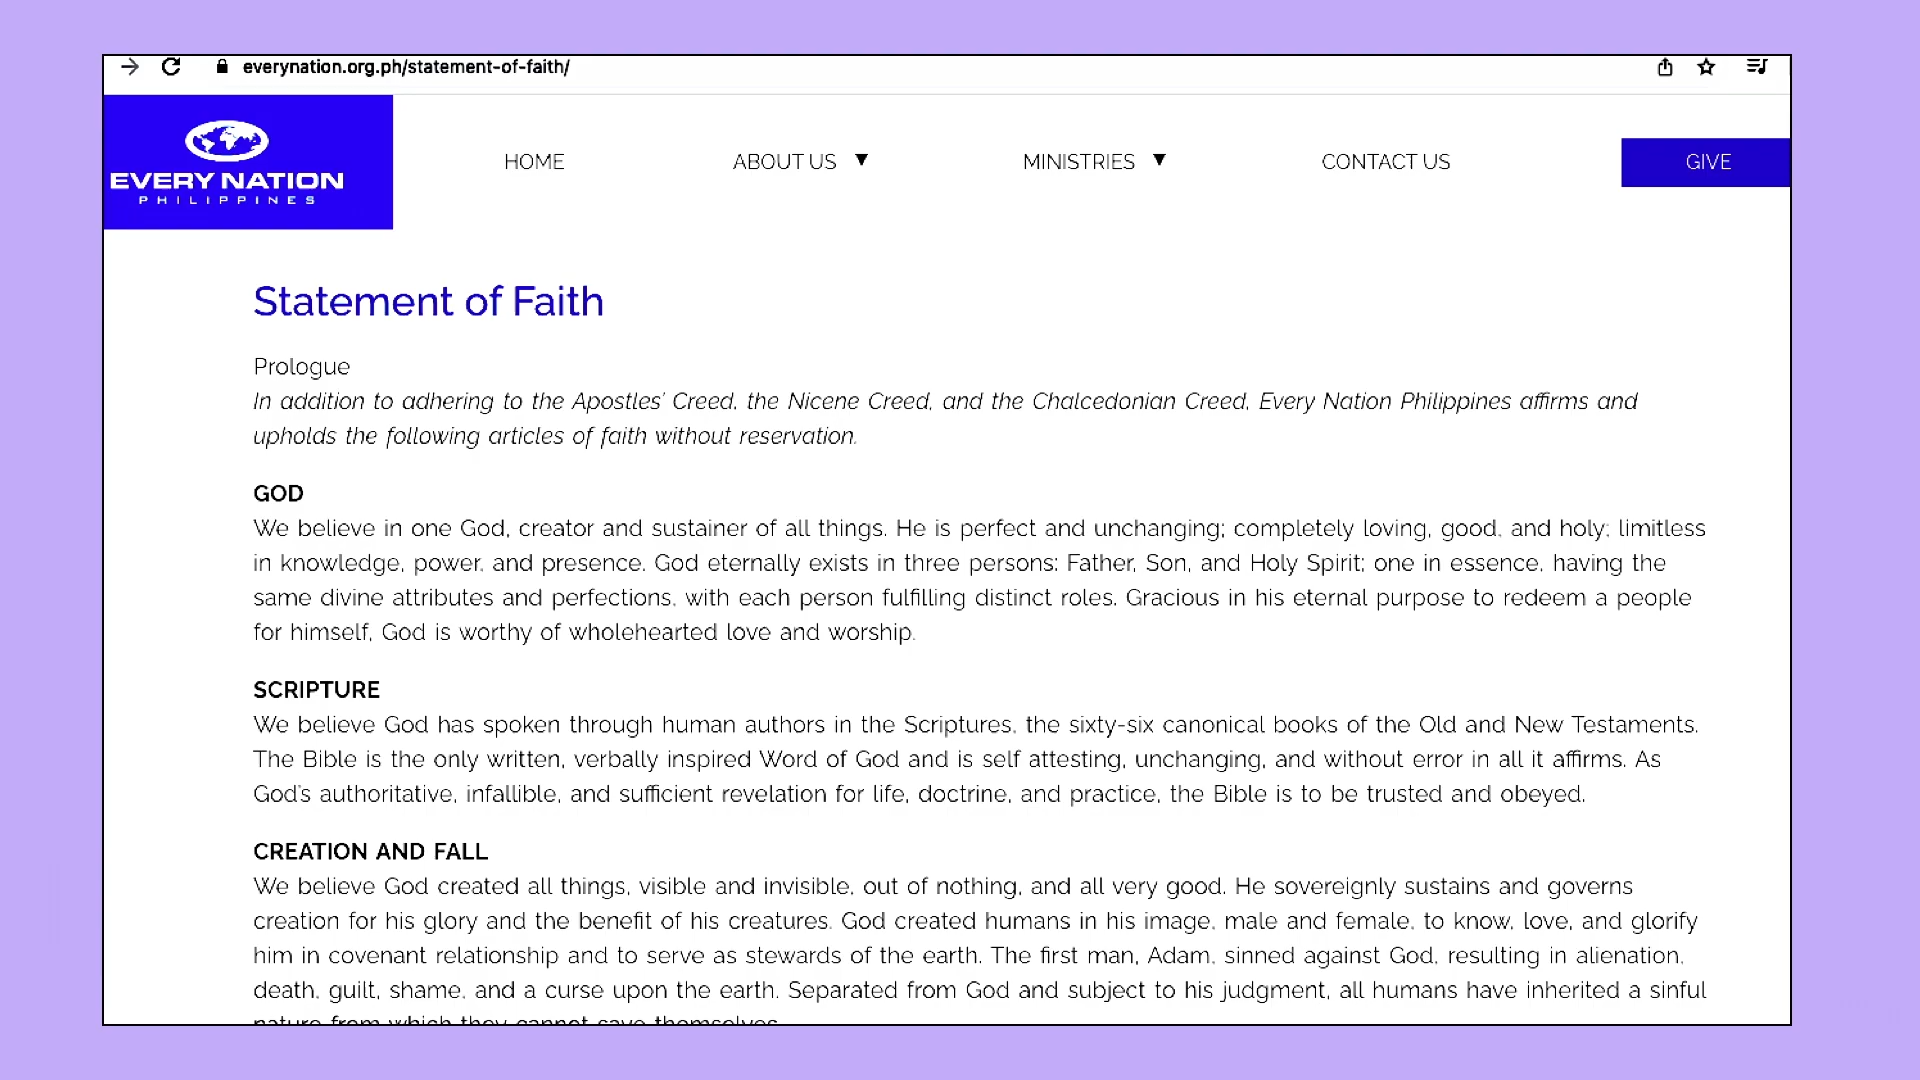 everynation.org.ph/statement-of-faith/
EVERY NATION
PHILIPPINES
HOME
ABOUT US
MINISTRIES
CONTACT US
GIVE
Statement of Faith
Prologue
In addition to adhering to the Apostles' Creed, the Nicene Creed, and the Chalcedonian Creed, Every Nation Philippines affirms and
upholds the following articles of faith without reservation.
GOD
We believe in one God, creator and sustainer of all things. He is perfect and unchanging; completely loving, good, and holy; limitless
in knowledge, power, and presence. God eternally exists in three persons: Father, Son, and Holy Spirit; one in essence, having the
same divine attributes and perfections, with each person fulfilling distinct roles. Gracious in his eternal purpose to redeem a people
for himself, God is worthy of wholehearted love and worship.
SCRIPTURE
We believe God has spoken through human authors in the Scriptures, the sixty-six canonical books of the Old and New Testaments.
The Bible is the only written, verbally inspired Word of God and is self attesting, unchanging, and without error in all it affirms. As
God's authoritative, infallible, and sufficient revelation for life, doctrine, and practice, the Bible is to be trusted and obeyed.
CREATION AND FALL
We believe God created all things, visible and invisible, out of nothing, and all very good. He sovereignly sustains and governs
creation for his glory and the benefit of his creatures. God created humans in his image, male and female, to know, love, and glorify
him in covenant relationship and to serve as stewards of the earth. The first man, Adam, sinned against God, resulting in alienation,
death, guilt, shame, and a curse upon the earth. Separated from God and subject to his judgment, all humans have inherited a sinful
nature from which they cannot save themselves.